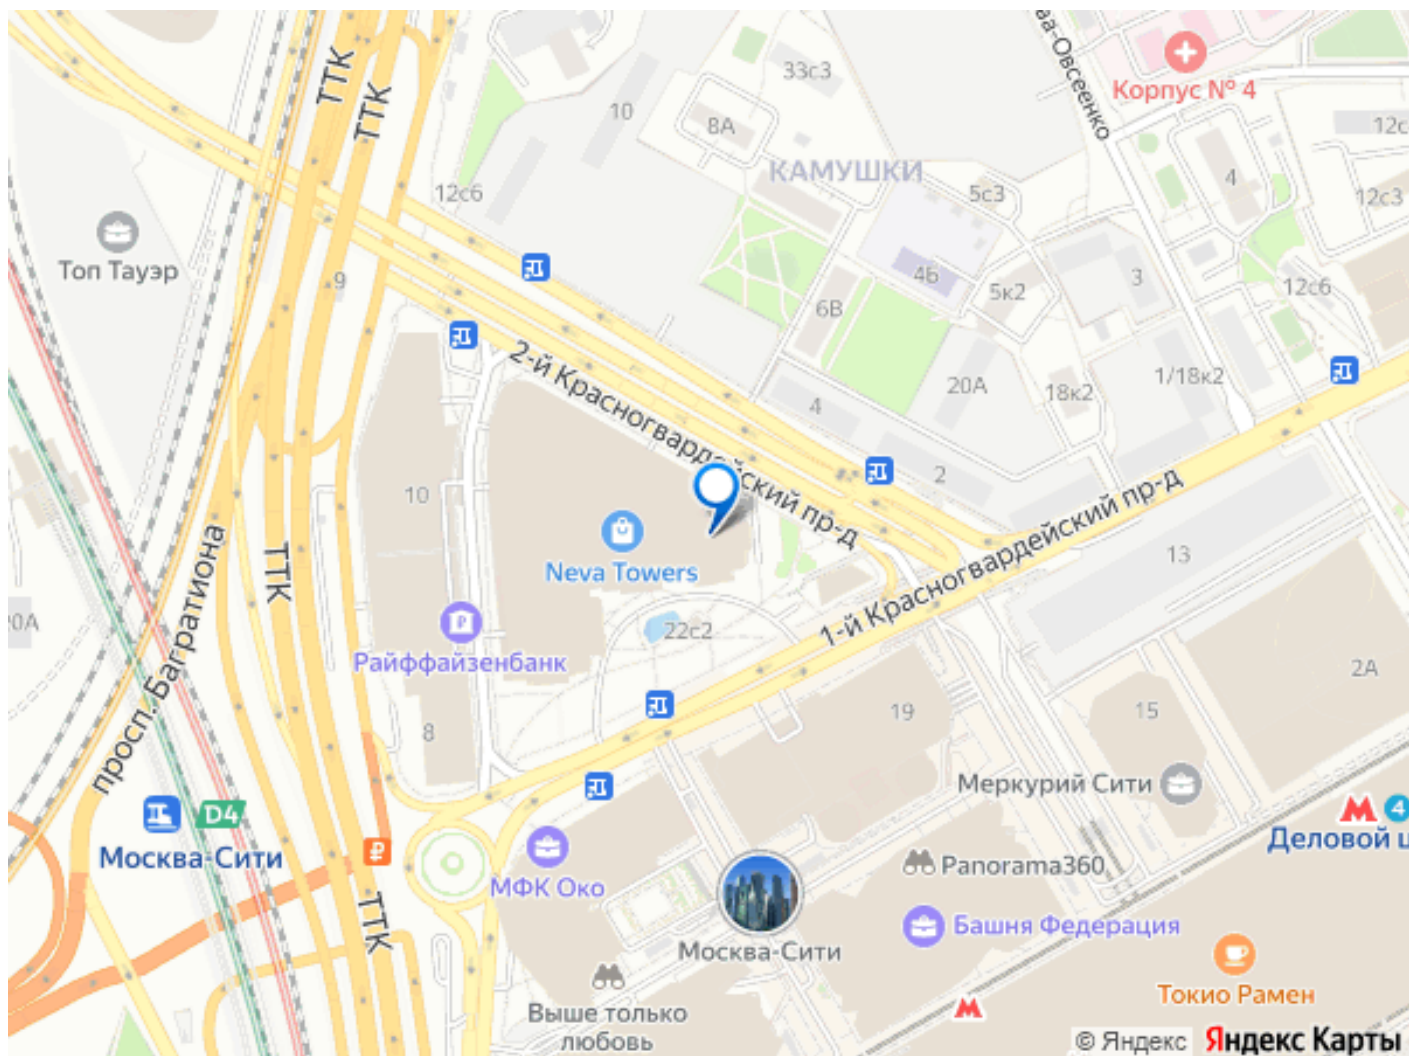 ТТК
ТТК
33с3
Корпус № 4
10
8А
12с
КАМУШКИ
12с6
5с3
4
12с3
Топ Тауэр
9
4Б
5к2
3
12с6
6В
2-й Красногвардейский пр-д
20А
18к2
1/18к2
4
2
10
1-й Красногвардейский пр-д
Neva Towers
13
ТТК
просп. Багратиона
22с2
Райффайзенбанк
2А
8
19
15
Меркурий Сити
D4
Москва-Сити
4
Деловой ц
МФК Око
Panorama360
ТТК
Башня Федерация
Москва-Сити
Токио Рамен
Выше только
любовь
© Яндекс Яндекс Карты